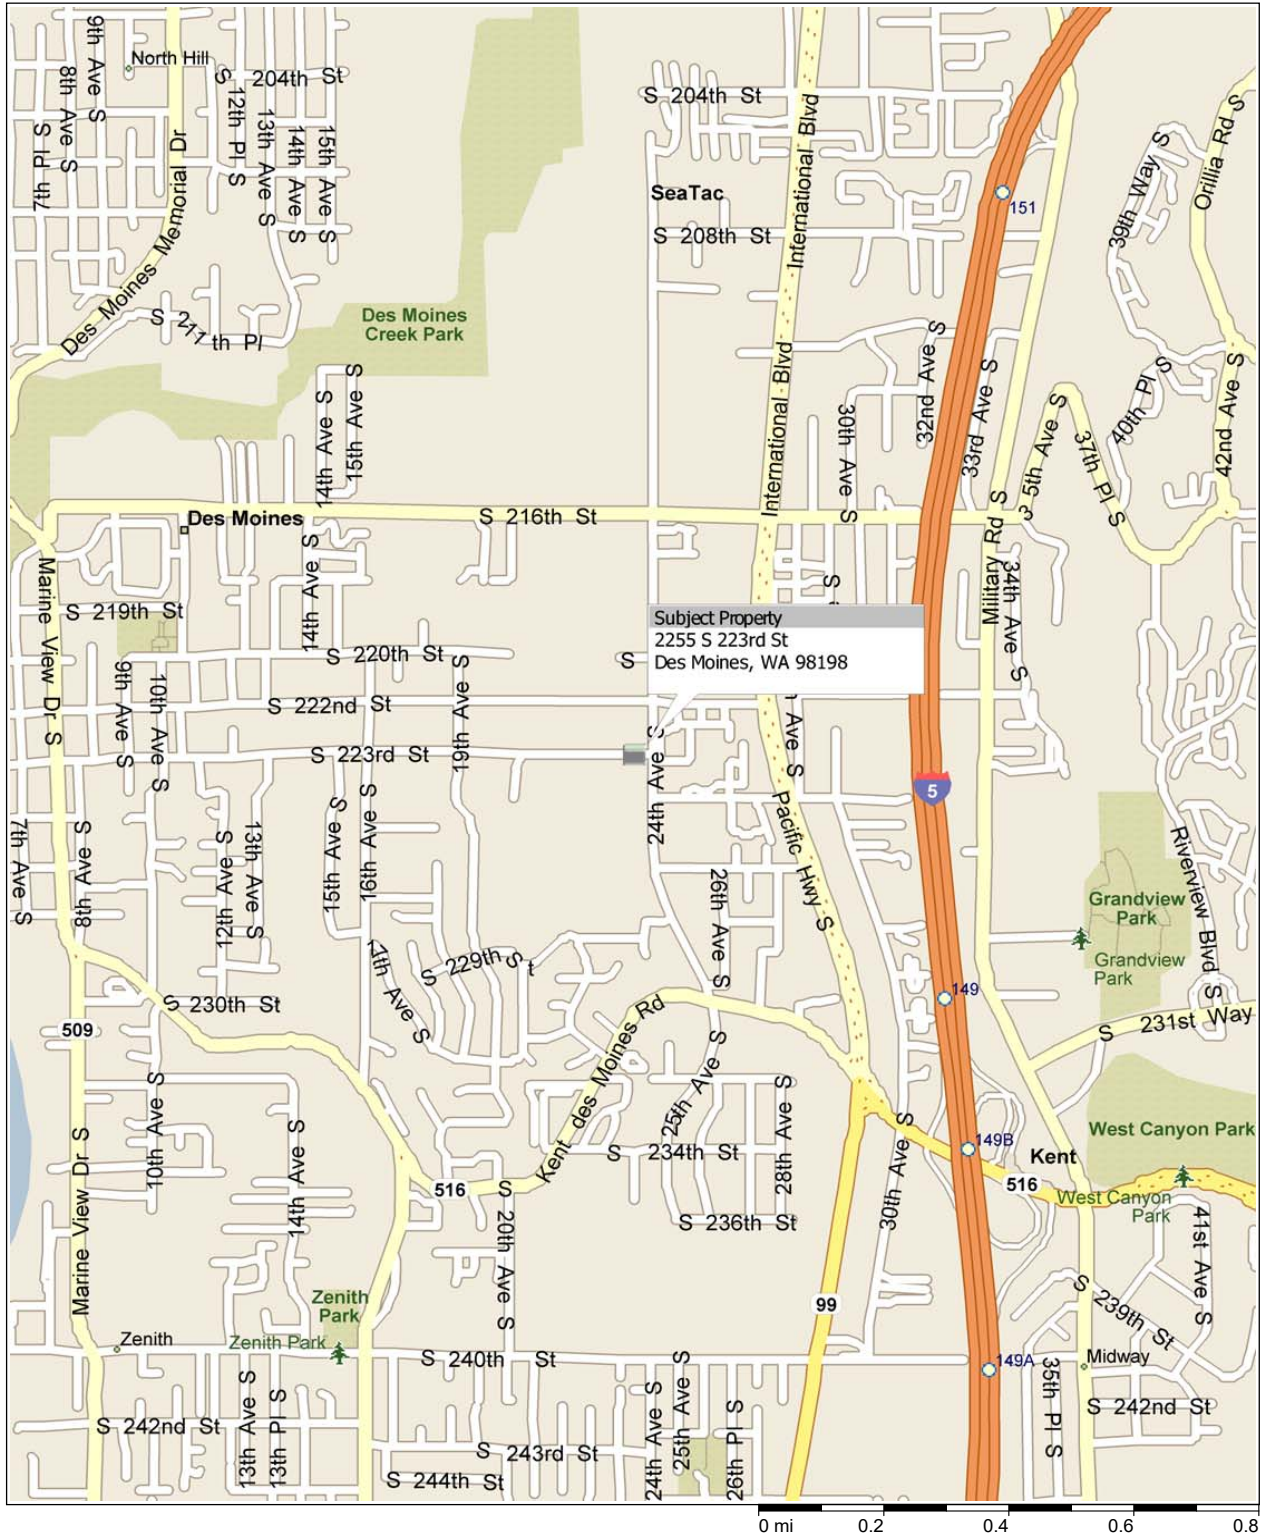 9th Ave S
North Hill
8th Ave S
7th Pl S
Des Moines Memorial Dr
S 204th St
12th Pl S
13th Ave S
14th Ave S
15th Ave S
S 204th St
International Blvd
SeaTac
S 208th St
151
39th Way S
Orillia Rd S
S 211th Pl
Des Moines
Creek Park
14th Ave S
15th Ave S
International Blvd
30th Ave S
32nd Ave S
33rd Ave S
3 5th Ave S
37th Pl S
40th Pl S
42nd Ave S
Des Moines
S 216th St
Military Rd S
34th Ave S
14th Ave S
Marine View Dr S
S 219th St
Subject Property
2255 S 223rd St
Des Moines, WA 98198
S 220th St
S
9th Ave S
10th Ave S
S 222nd St
19th Ave S
S 223rd St
24th Ave S
Ave S
5
Pacific Hwy S
7th Ave S
8th Ave S
12th Ave S
13th Ave S
15th Ave S
16th Ave S
26th Ave S
Riverview Blvd S
Grandview
Park
Grandview
Park
17th Ave S
S 229th St
S 230th St
149
S 231st Way
509
Kent des Moines Rd
25th Ave S
10th Ave S
14th Ave S
Marine View Dr S
S 234th St
28th Ave S
30th Ave S
149B
Kent
West Canyon Park
516
516
West Canyon
Park
S 236th St
20th Ave S
41st Ave S
S 239th St
Zenith
Park
99
Zenith
Zenith Park
S 240th St
149A
Midway
35th Pl S
S 242nd St
13th Ave S
13th Pl S
S 242nd St
S 243rd St
S 244th St
24th Ave S
25th Ave S
26th Pl S
0 mi 0.2 0.4 0.6 0.8